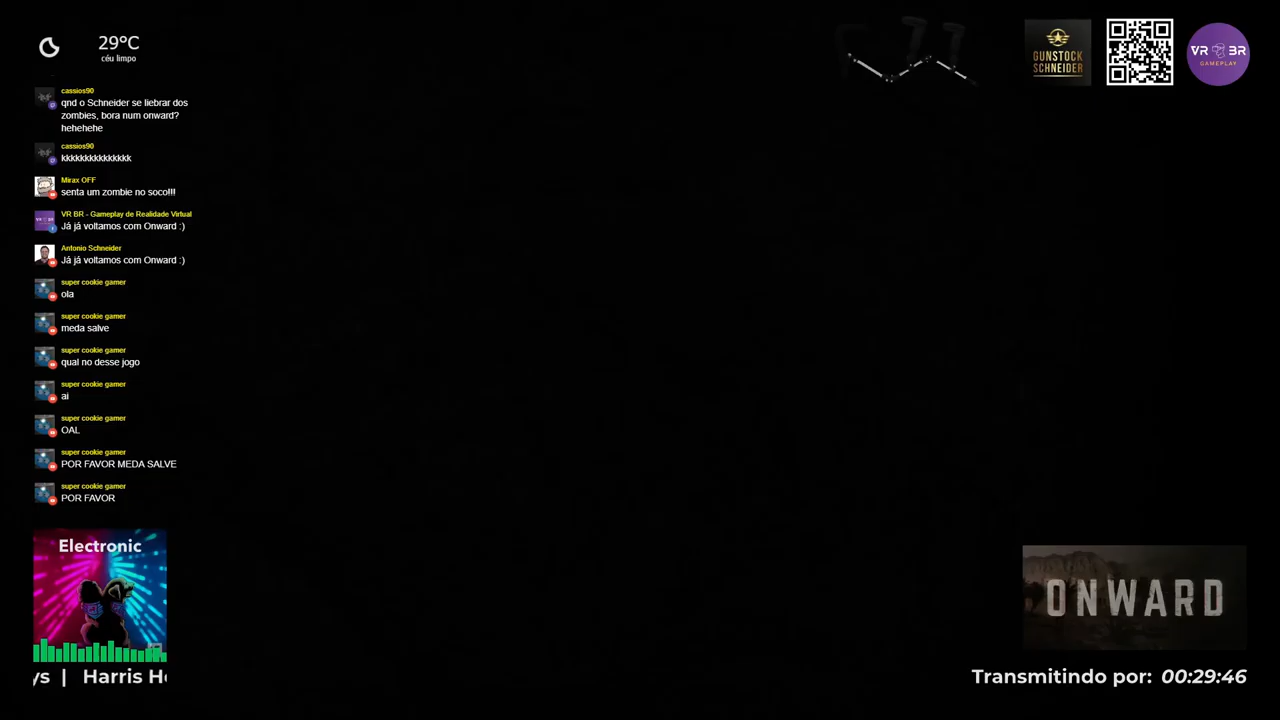 29°C
céu limpo
GUNSTOCK
SCHNEIDER
VR BR
GAMEPLAY
cassios90
qnd o Schneider se liebrar dos
zombies, bora num onward?
hehehehe
cassios90
kkkkkkkkkkkkkkk
Mirax OFF
senta um zombie no soco!!!
VR BR - Gameplay de Realidade Virtual
Já já voltamos com Onward :)
Antonio Schneider
Já já voltamos com Onward :)
super cookie gamer
ola
super cookie gamer
meda salve
super cookie gamer
qual no desse jogo
super cookie gamer
ai
super cookie gamer
OAL
super cookie gamer
POR FAVOR MEDA SALVE
super cookie gamer
POR FAVOR
Electronic
ys | Harris H
ONWARD
Transmitindo por: 00:29:46